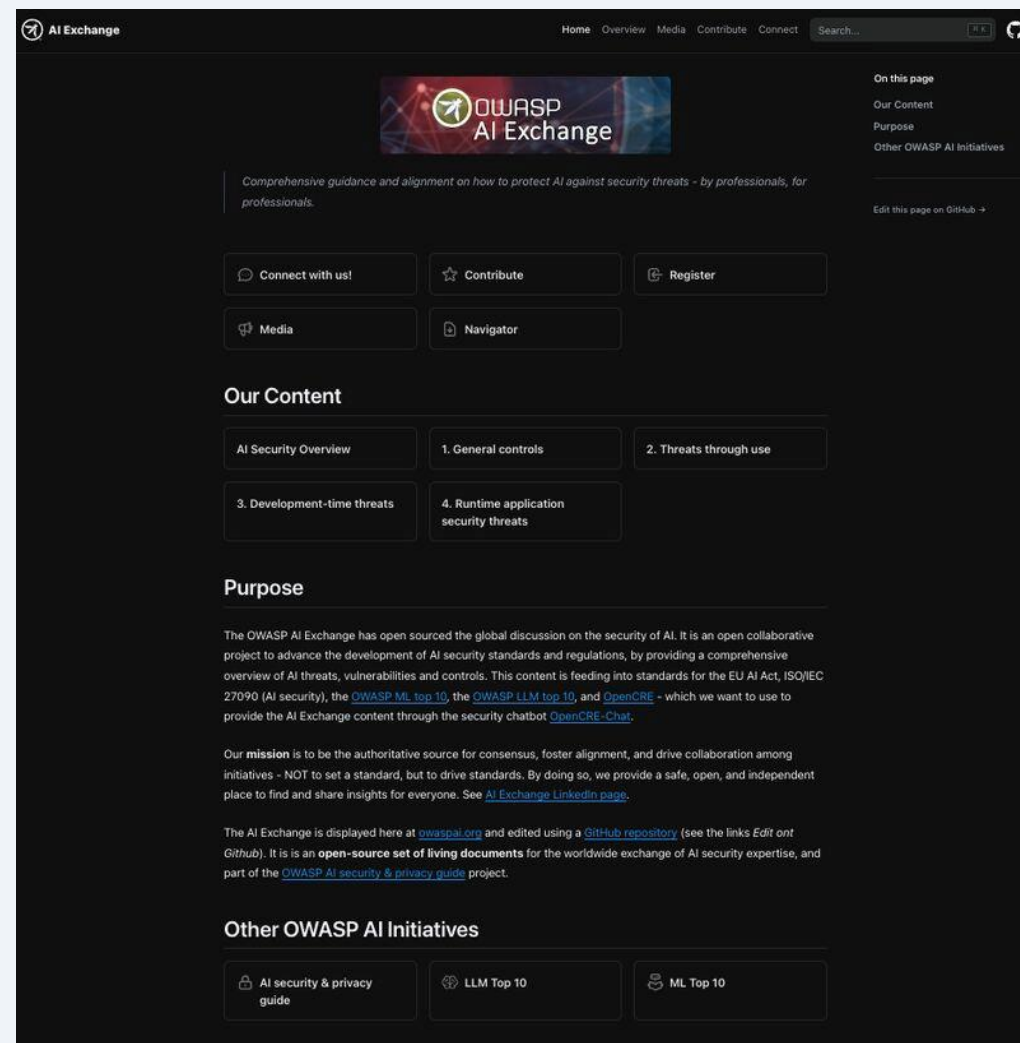 AI Exchange
Home Overview Media Contribute Connect Search... ⌘ K
OWASP
AI Exchange
Comprehensive guidance and alignment on how to protect AI against security threats - by professionals, for
professionals.
On this page
Our Content
Purpose
Other OWASP AI Initiatives
Edit this page on GitHub →
Connect with us! Contribute Register
Media Navigator
Our Content
AI Security Overview 1. General controls 2. Threats through use
3. Development-time threats 4. Runtime application
security threats
Purpose
The OWASP AI Exchange has open sourced the global discussion on the security of AI. It is an open collaborative
project to advance the development of AI security standards and regulations, by providing a comprehensive
overview of AI threats, vulnerabilities and controls. This content is feeding into standards for the EU AI Act, ISO/IEC
27090 (AI security), the OWASP ML top 10, the OWASP LLM top 10, and OpenCRE - which we want to use to
provide the AI Exchange content through the security chatbot OpenCRE-Chat.
Our mission is to be the authoritative source for consensus, foster alignment, and drive collaboration among
initiatives - NOT to set a standard, but to drive standards. By doing so, we provide a safe, open, and independent
place to find and share insights for everyone. See AI Exchange LinkedIn page.
The AI Exchange is displayed here at owaspai.org and edited using a GitHub repository (see the links Edit ont
Github). It is is an open-source set of living documents for the worldwide exchange of AI security expertise, and
part of the OWASP AI security & privacy guide project.
Other OWASP AI Initiatives
AI security & privacy
guide
LLM Top 10 ML Top 10